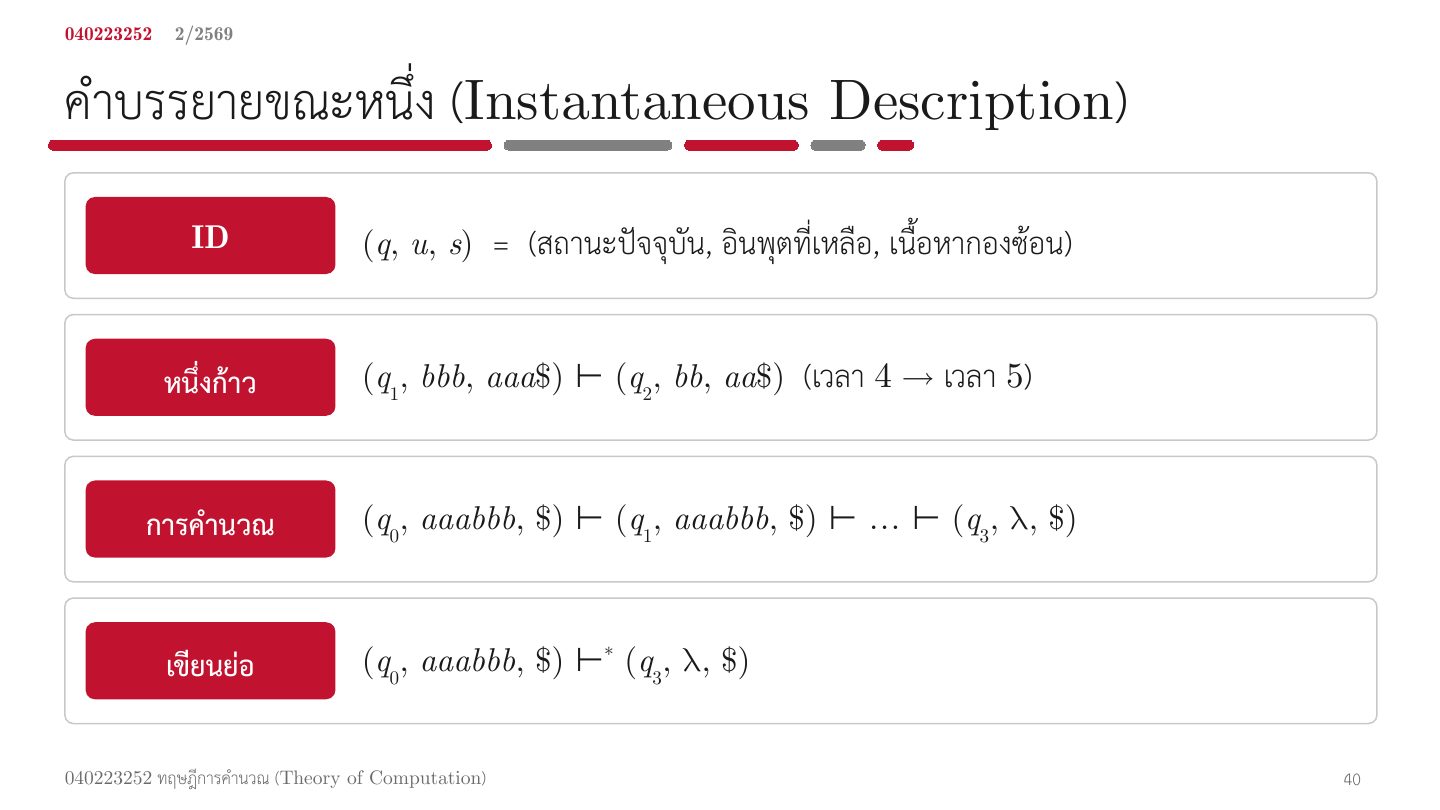 040223252 2/2569
คำบรรยายขณะหนึ่ง (Instantaneous Description)
ID
(q, u, s) = (สถานะปัจจุบัน, อินพุตที่เหลือ, เนื้อหากองซ้อน)
หนึ่งก้าว
(q₁, bbb, aaa$) ⊢ (q₂, bb, aa$) (เวลา 4 → เวลา 5)
การคำนวณ
(q₀, aaabbb, $) ⊢ (q₁, aaabbb, $) ⊢ … ⊢ (q₃, λ, $)
เขียนย่อ
(q₀, aaabbb, $) ⊢* (q₃, λ, $)
040223252 ทฤษฎีการคำนวณ (Theory of Computation)
40